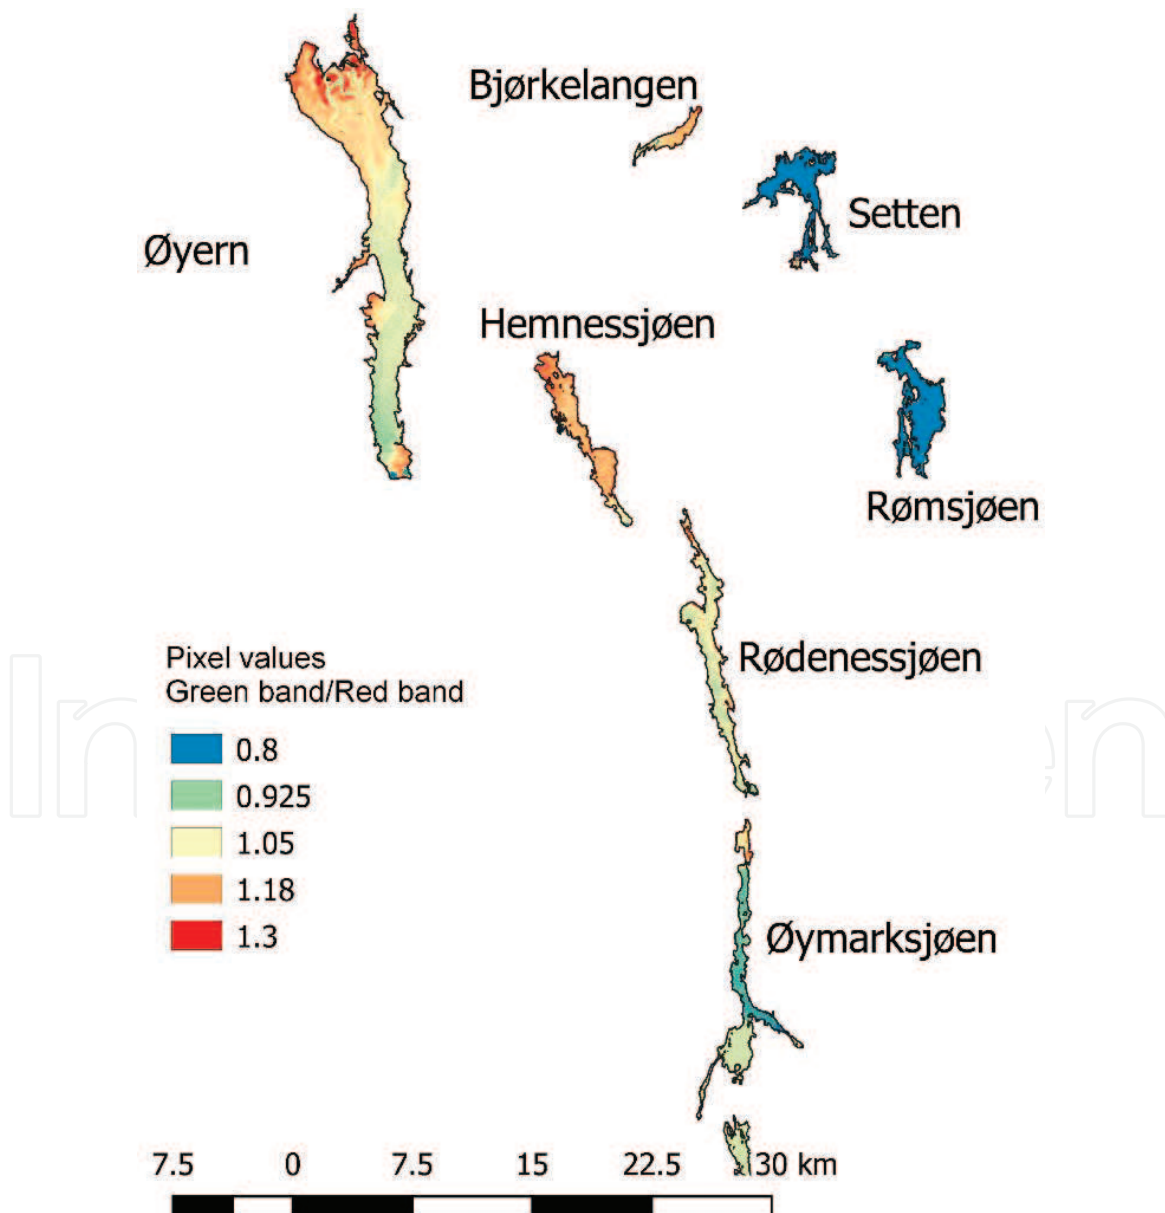 Bjørkelangen
Setten
Øyern
Hemnessjøen
Rømsjøen
Rødenessjøen
Pixel values
Green band/Red band
0.8
0.925
1.05
1.18
1.3
Øymarksjøen
7.5 0 7.5 15 22.5 30 km